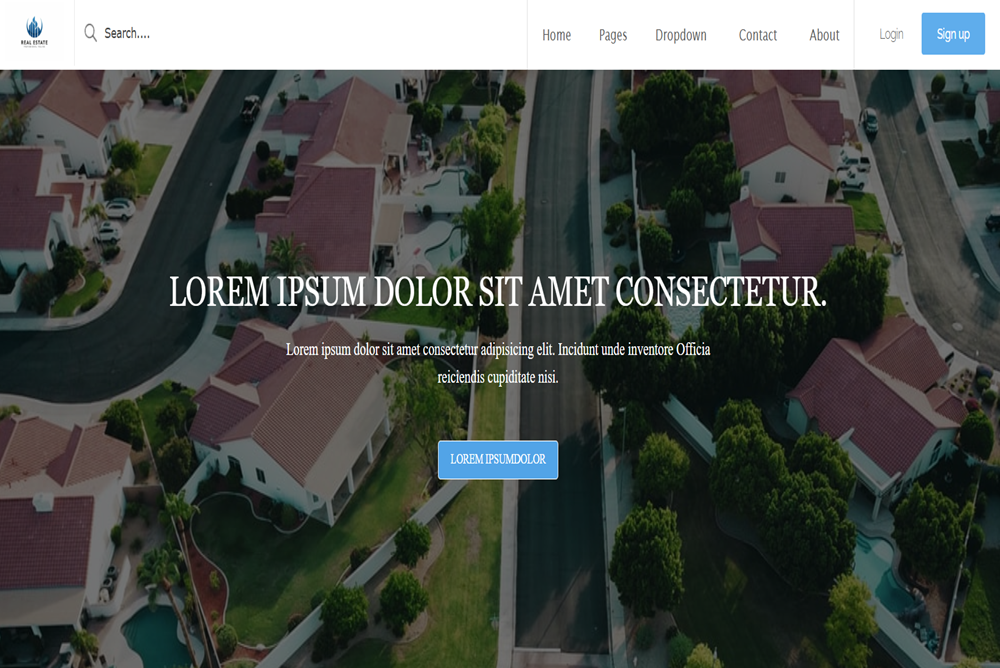 REAL ESTATE
Search....
Home
Pages
Dropdown
Contact
About
Login
Sign up
LOREM IPSUM DOLOR SIT AMET CONSECTETUR.
Lorem ipsum dolor sit amet consectetur adipisicing elit. Incidunt unde inventore Officia
reiciendis cupiditate nisi.
LOREM IPSUMDOLOR